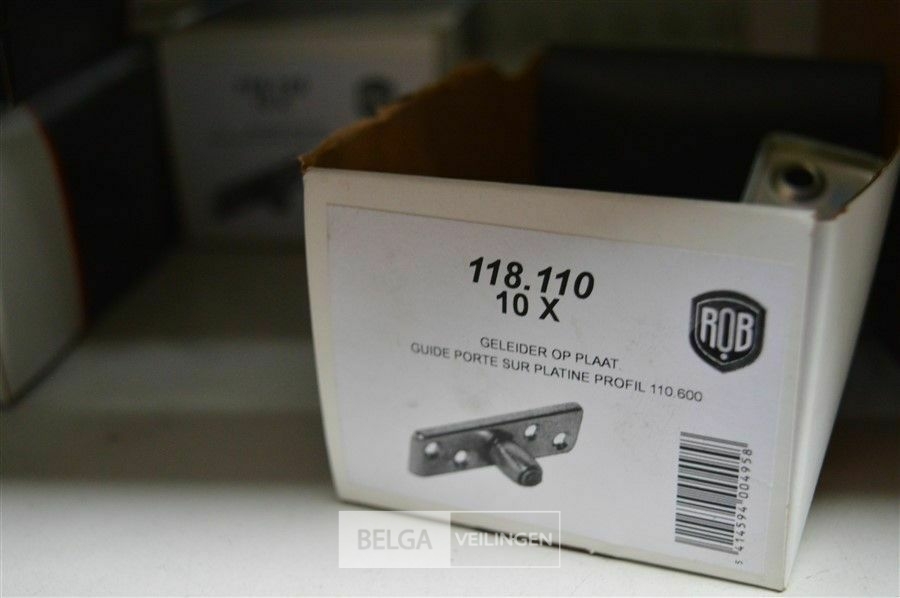 118.110
10 X
ROB
GELEIDER OP PLAAT
GUIDE PORTE SUR PLATINE PROFIL 110.600
5 414594 004958
BELGA VEILINGEN